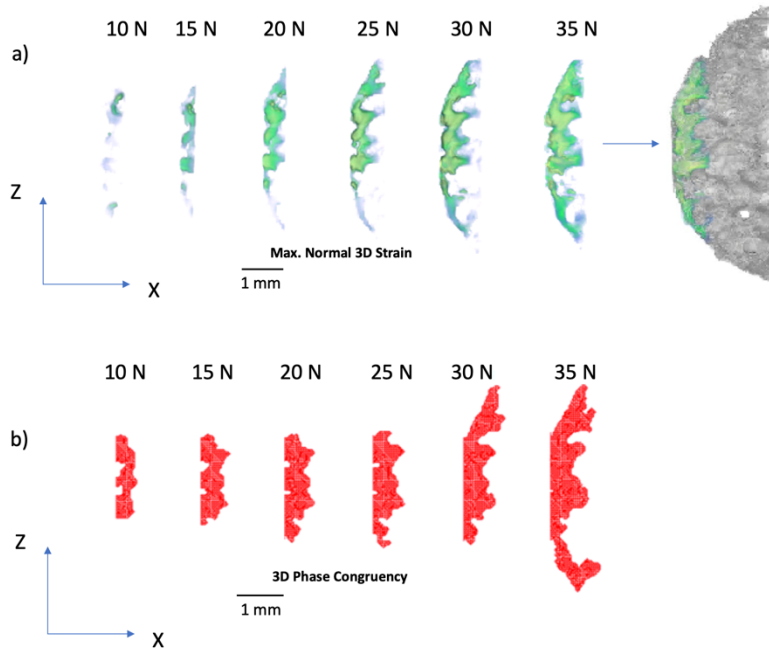 10 N 15 N 20 N 25 N 30 N 35 N
a)
Z
Max. Normal 3D Strain
1 mm
X
10 N 15 N 20 N 25 N 30 N 35 N
b)
Z
3D Phase Congruency
1 mm
X